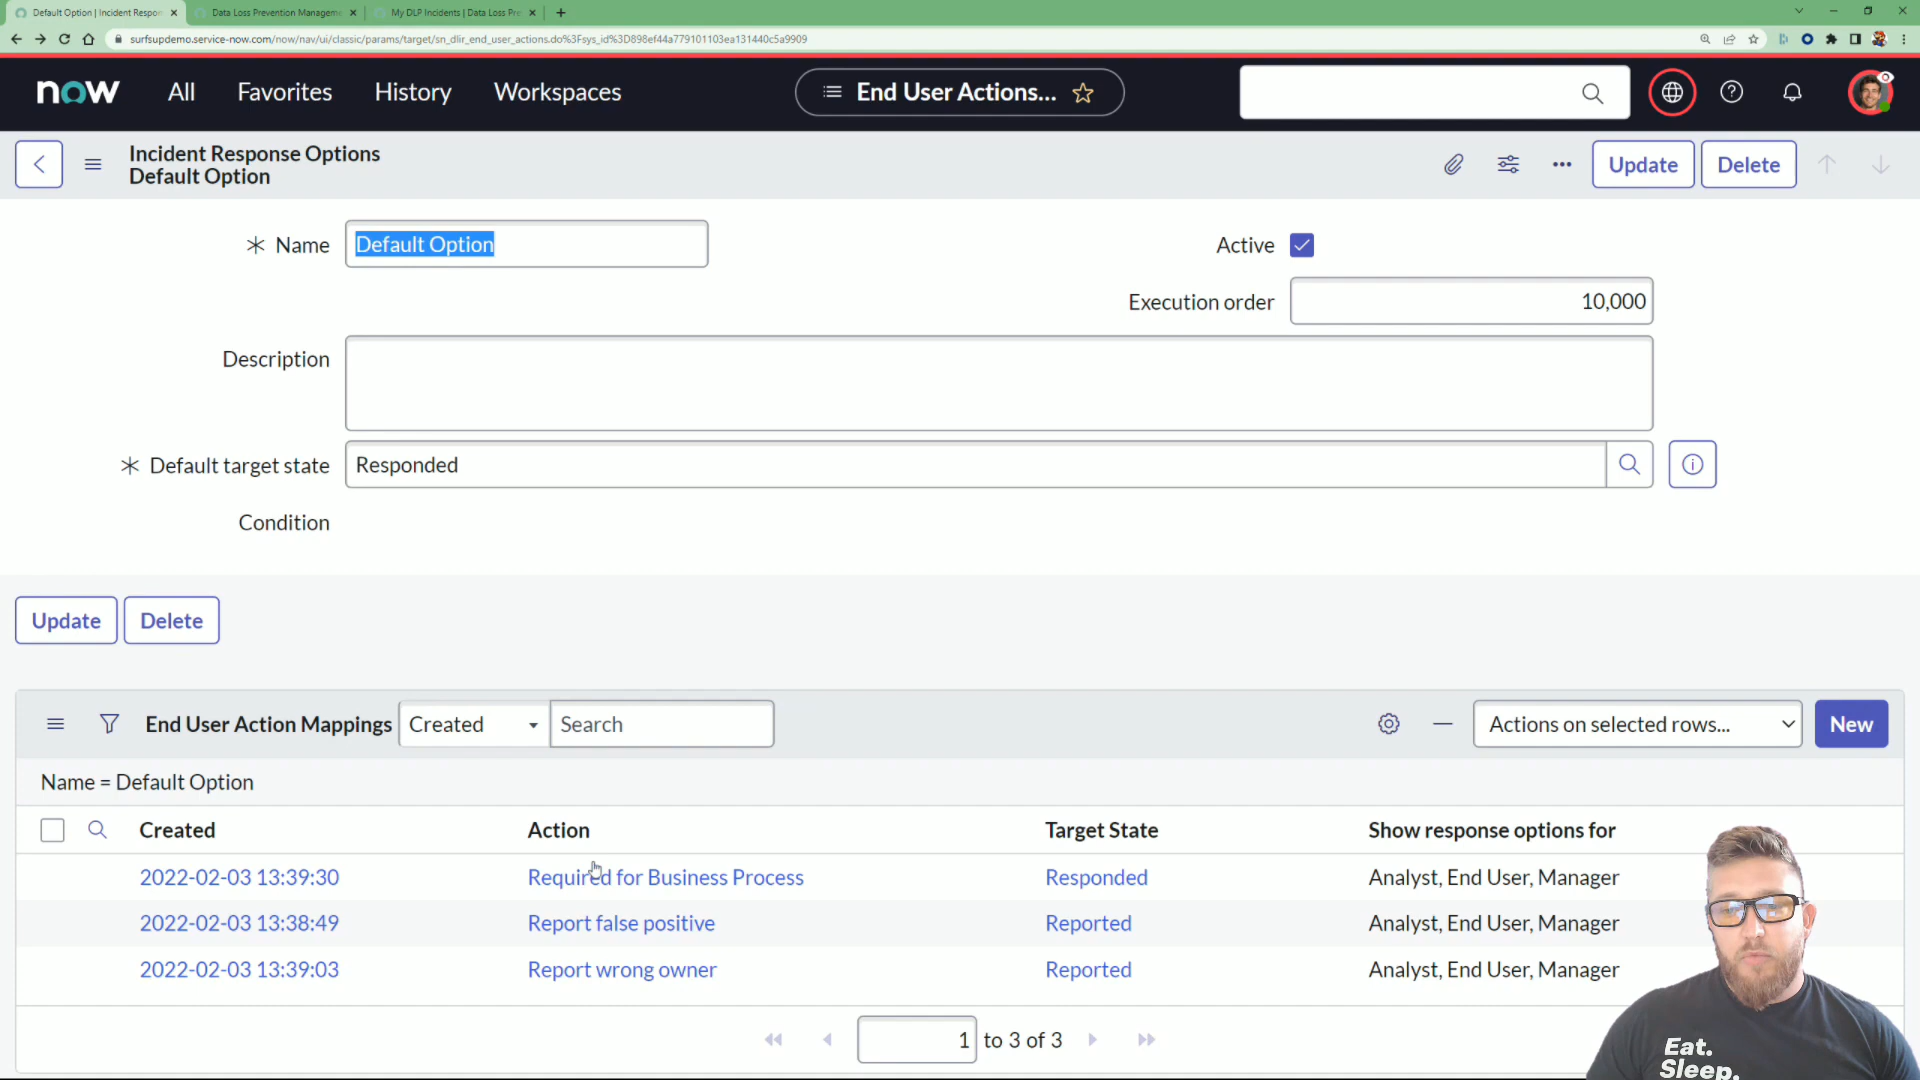 Default Option | Incident Respon
Data Loss Prevention Manageme
My DLP Incidents | Data Loss Pre
surfsupdemo.service-now.com/now/nav/ui/classic/params/target/sn_dlir_end_user_actions.do%3Fsys_id%3D898ef44a779101103ea131440c5a9909
now All Favorites History Workspaces End User Actions...
Incident Response Options
Default Option
Update Delete
Name Default Option Active
Execution order 10,000
Description
Default target state Responded
Condition
Update Delete
End User Action Mappings Created Search Actions on selected rows... New
Name = Default Option
Created Action Target State Show response options for
2022-02-03 13:39:30 Required for Business Process Responded Analyst, End User, Manager
2022-02-03 13:38:49 Report false positive Reported Analyst, End User, Manager
2022-02-03 13:39:03 Report wrong owner Reported Analyst, End User, Manager
1 to 3 of 3
Eat.
Sleep.